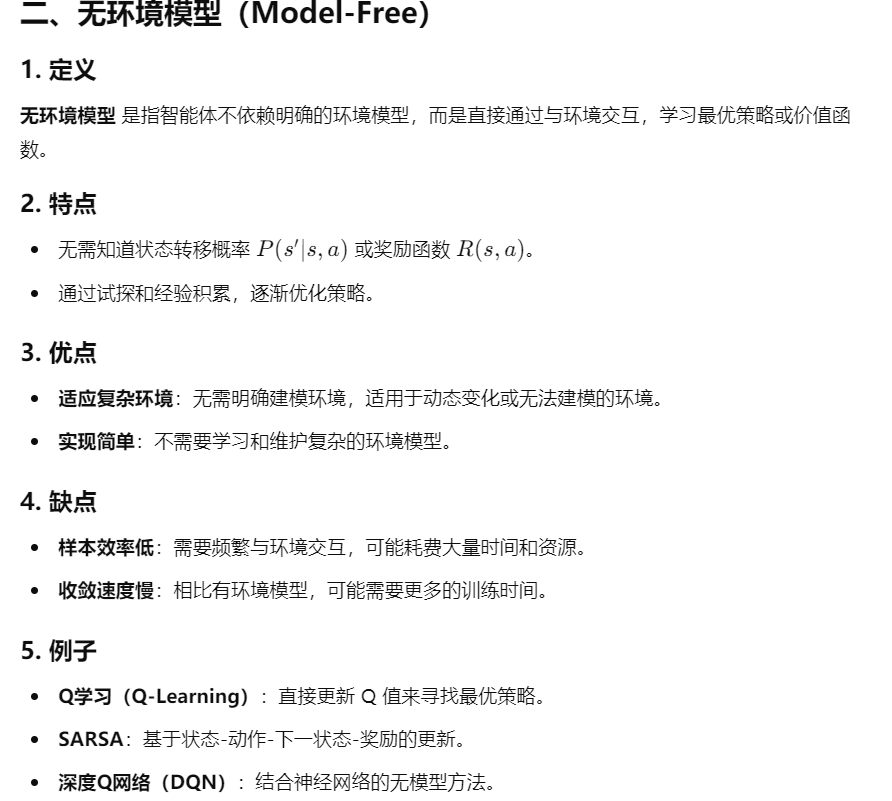 二、无环境模型（Model-Free）
1. 定义
无环境模型 是指智能体不依赖明确的环境模型，而是直接通过与环境交互，学习最优策略或价值函
数。
2. 特点
• 无需知道状态转移概率 P(s′|s, a) 或奖励函数 R(s, a)。
• 通过试探和经验积累，逐渐优化策略。
3. 优点
• 适应复杂环境：无需明确建模环境，适用于动态变化或无法建模的环境。
• 实现简单：不需要学习和维护复杂的环境模型。
4. 缺点
• 样本效率低：需要频繁与环境交互，可能耗费大量时间和资源。
• 收敛速度慢：相比有环境模型，可能需要更多的训练时间。
5. 例子
• Q学习（Q-Learning）：直接更新 Q 值来寻找最优策略。
• SARSA：基于状态-动作-下一状态-奖励的更新。
• 深度Q网络（DQN）：结合神经网络的无模型方法。